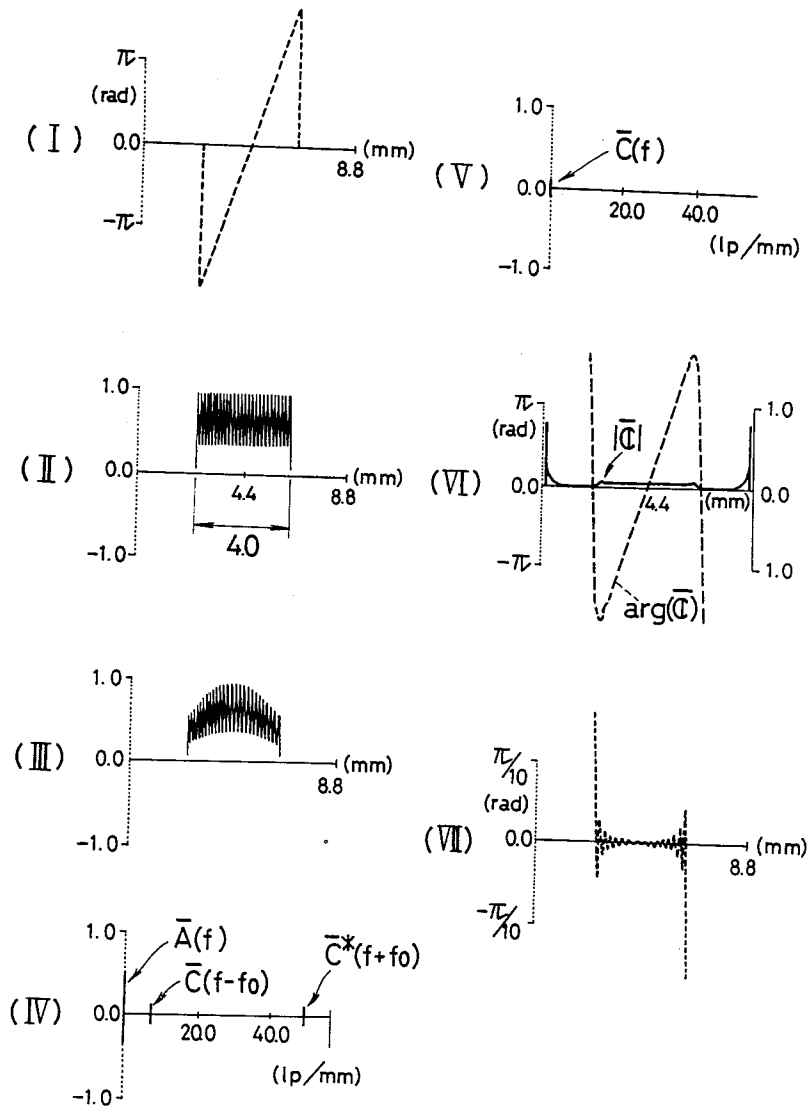 (I)
π
(rad)
0.0
-π
(mm)
8.8
(II)
1.0
0.0
-1.0
4.4
(mm)
8.8
4.0
(III)
1.0
0.0
-1.0
(mm)
8.8
(IV)
1.0
0.0
-1.0
A̅(f)
C̅(f-f0)
C̅*(f+f0)
20.0
40.0
(lp/mm)
(V)
1.0
0.0
-1.0
C̅(f)
20.0
40.0
(lp/mm)
(VI)
π
(rad)
0.0
-π
|ℂ̅|
4.4
(mm)
1.0
0.0
1.0
arg(ℂ̅)
(VII)
π/10
(rad)
0.0
-π/10
(mm)
8.8